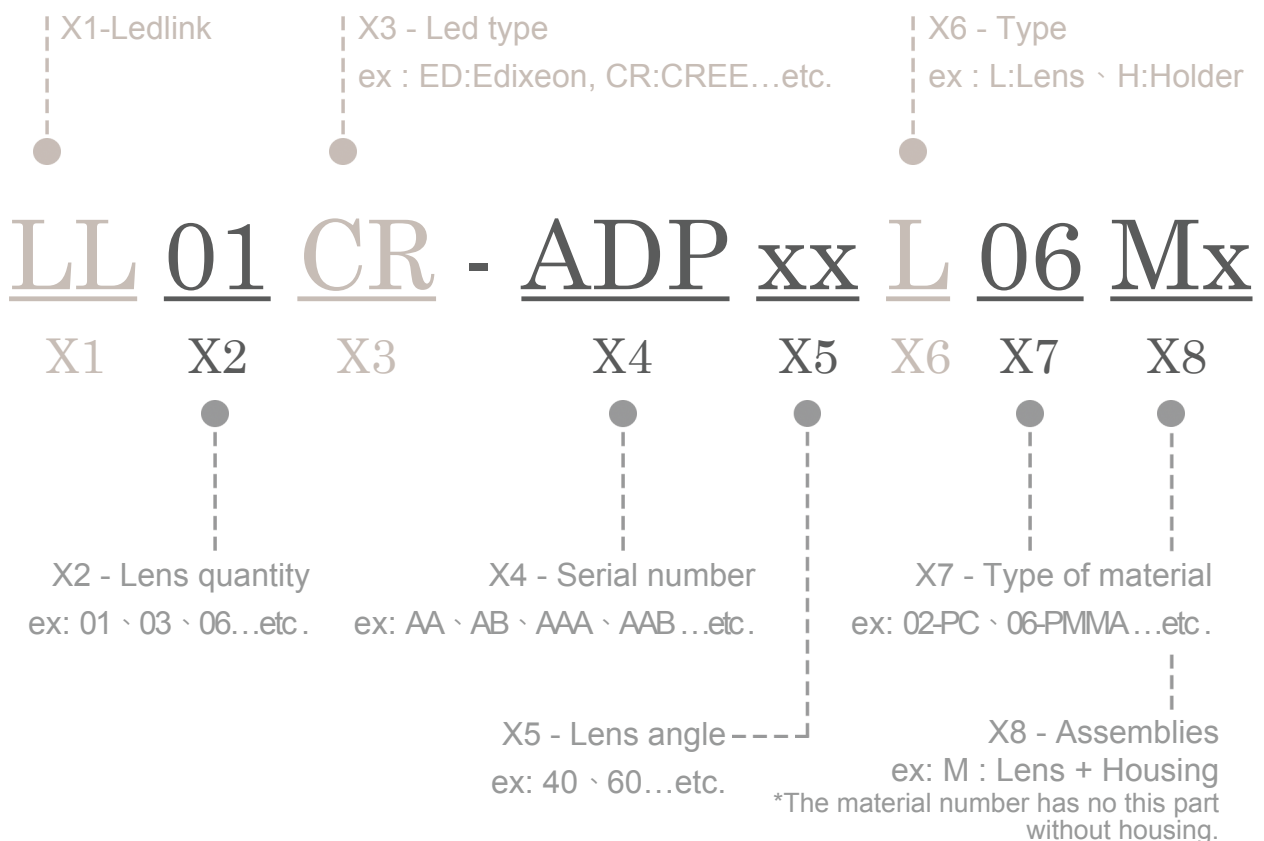 X1-Ledlink
X3 - Led type
ex : ED:Edixeon, CR:CREE…etc.
X6 - Type
ex : L:Lens、H:Holder
LL 01 CR - ADP xx L 06 Mx
X1 X2 X3 X4 X5 X6 X7 X8
X2 - Lens quantity
ex: 01、03、06…etc.
X4 - Serial number
ex: AA、AB、AAA、AAB…etc.
X7 - Type of material
ex: 02-PC、06-PMMA…etc.
X5 - Lens angle
ex: 40、60…etc.
X8 - Assemblies
ex: M : Lens + Housing
*The material number has no this part
without housing.